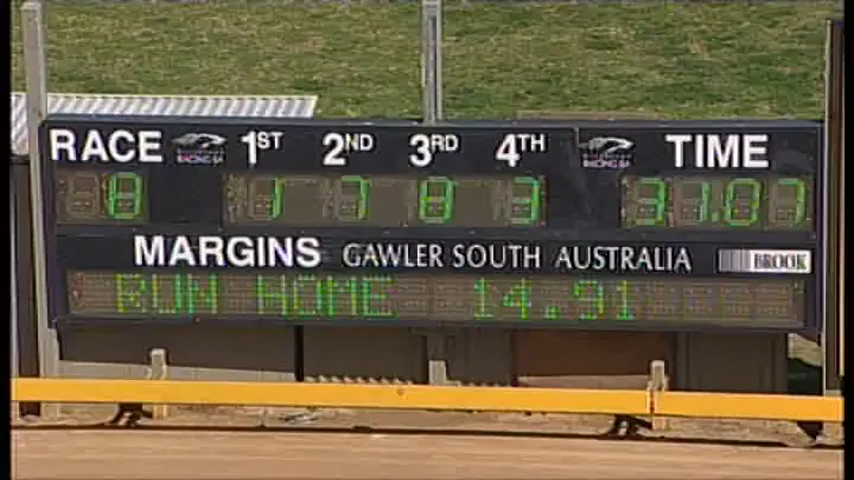 RACE 1ST 2ND 3RD 4TH TIME
8 1 7 8 3 31.07
MARGINS GAWLER SOUTH AUSTRALIA BROOK
RUN HOME 14.91